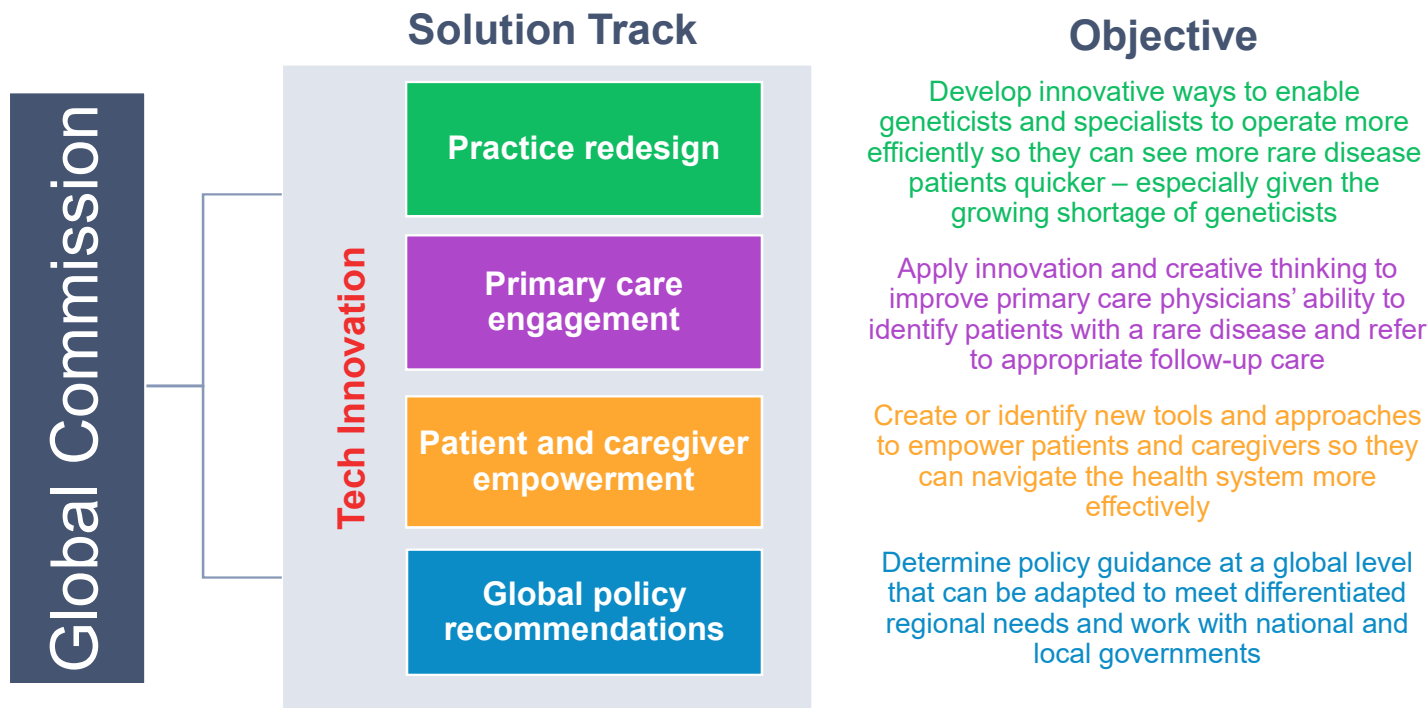 Global Commission
Solution Track
Objective
Tech Innovation
Practice redesign
Develop innovative ways to enable
geneticists and specialists to operate more
efficiently so they can see more rare disease
patients quicker – especially given the
growing shortage of geneticists
Primary care
engagement
Apply innovation and creative thinking to
improve primary care physicians’ ability to
identify patients with a rare disease and refer
to appropriate follow-up care
Patient and caregiver
empowerment
Create or identify new tools and approaches
to empower patients and caregivers so they
can navigate the health system more
effectively
Global policy
recommendations
Determine policy guidance at a global level
that can be adapted to meet differentiated
regional needs and work with national and
local governments